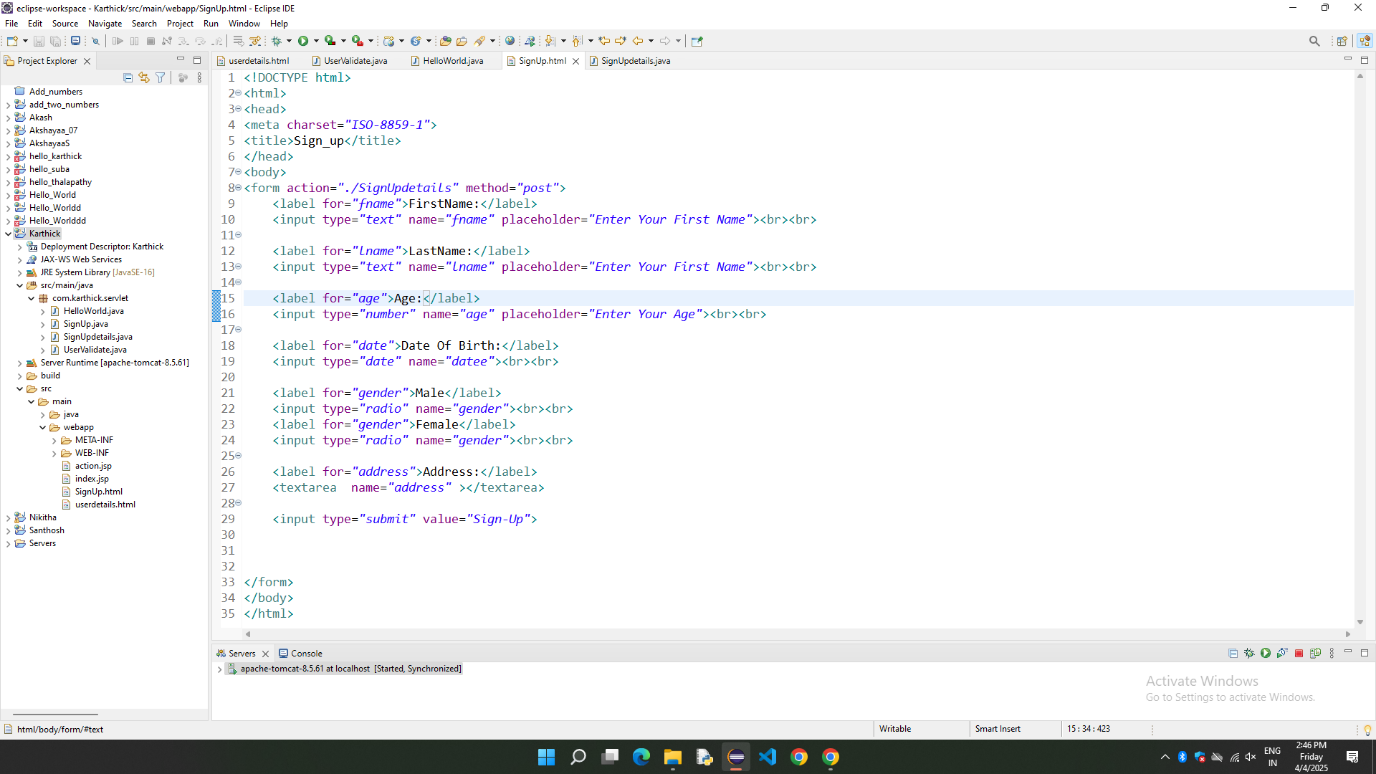 eclipse-workspace - Karthick/src/main/webapp/SignUp.html - Eclipse IDE
File Edit Source Navigate Search Project Run Window Help
Project Explorer
userdetails.html UserValidate.java HelloWorld.java SignUp.html SignUpdetails.java
Add_numbers
add_two_numbers
Akash
Akshayaa_07
AkshayaaS
hello_karthick
hello_suba
hello_thalapathy
Hello_World
Hello_Worldd
Hello_Worlddd
Karthick
Deployment Descriptor: Karthick
JAX-WS Web Services
JRE System Library [JavaSE-16]
src/main/java
com.karthick.servlet
HelloWorld.java
SignUp.java
SignUpdetails.java
UserValidate.java
Server Runtime [apache-tomcat-8.5.61]
build
src
main
java
webapp
META-INF
WEB-INF
action.jsp
index.jsp
SignUp.html
userdetails.html
Nikitha
Santhosh
Servers
1 <!DOCTYPE html>
2 <html>
3 <head>
4 <meta charset="ISO-8859-1">
5 <title>Sign_up</title>
6 </head>
7 <body>
8 <form action="./SignUpdetails" method="post">
9 <label for="fname">FirstName:</label>
10 <input type="text" name="fname" placeholder="Enter Your First Name"><br><br>
11
12 <label for="lname">LastName:</label>
13 <input type="text" name="lname" placeholder="Enter Your First Name"><br><br>
14
15 <label for="age">Age:</label>
16 <input type="number" name="age" placeholder="Enter Your Age"><br><br>
17
18 <label for="date">Date Of Birth:</label>
19 <input type="date" name="datee"><br><br>
20
21 <label for="gender">Male</label>
22 <input type="radio" name="gender"><br><br>
23 <label for="gender">Female</label>
24 <input type="radio" name="gender"><br><br>
25
26 <label for="address">Address:</label>
27 <textarea  name="address" ></textarea>
28
29 <input type="submit" value="Sign-Up">
30
31
32
33 </form>
34 </body>
35 </html>
Servers Console
apache-tomcat-8.5.61 at localhost [Started, Synchronized]
Activate Windows
Go to Settings to activate Windows.
html/body/form/#text Writable Smart Insert 15 : 34 : 423
ENG
IN
2:46 PM
Friday
4/4/2025